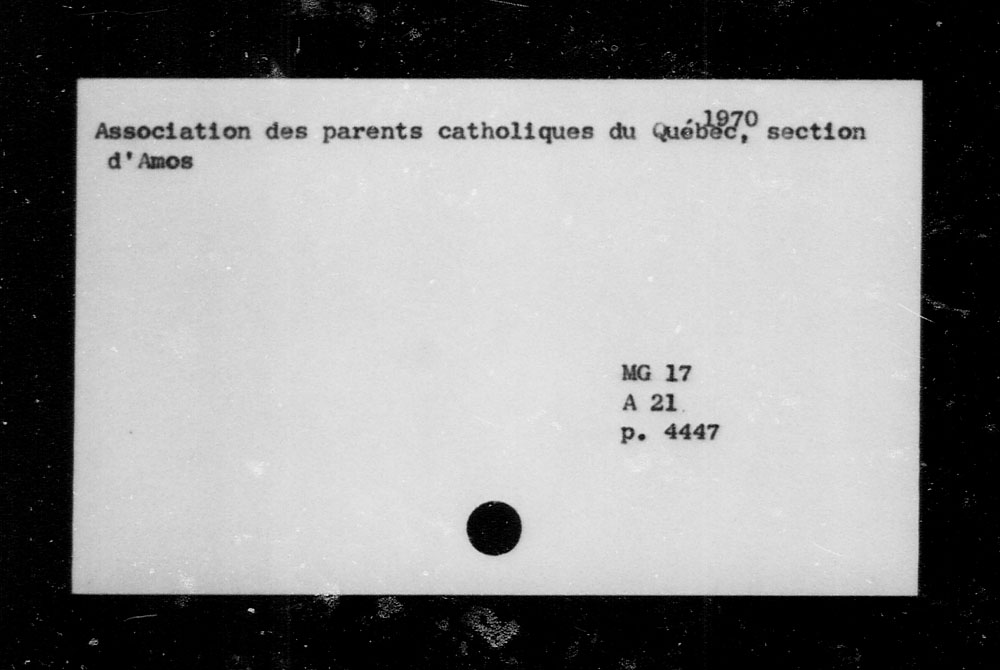 1970
Association des parents catholiques du Québec, section
d'Amos
MG 17
A 21
p. 4447